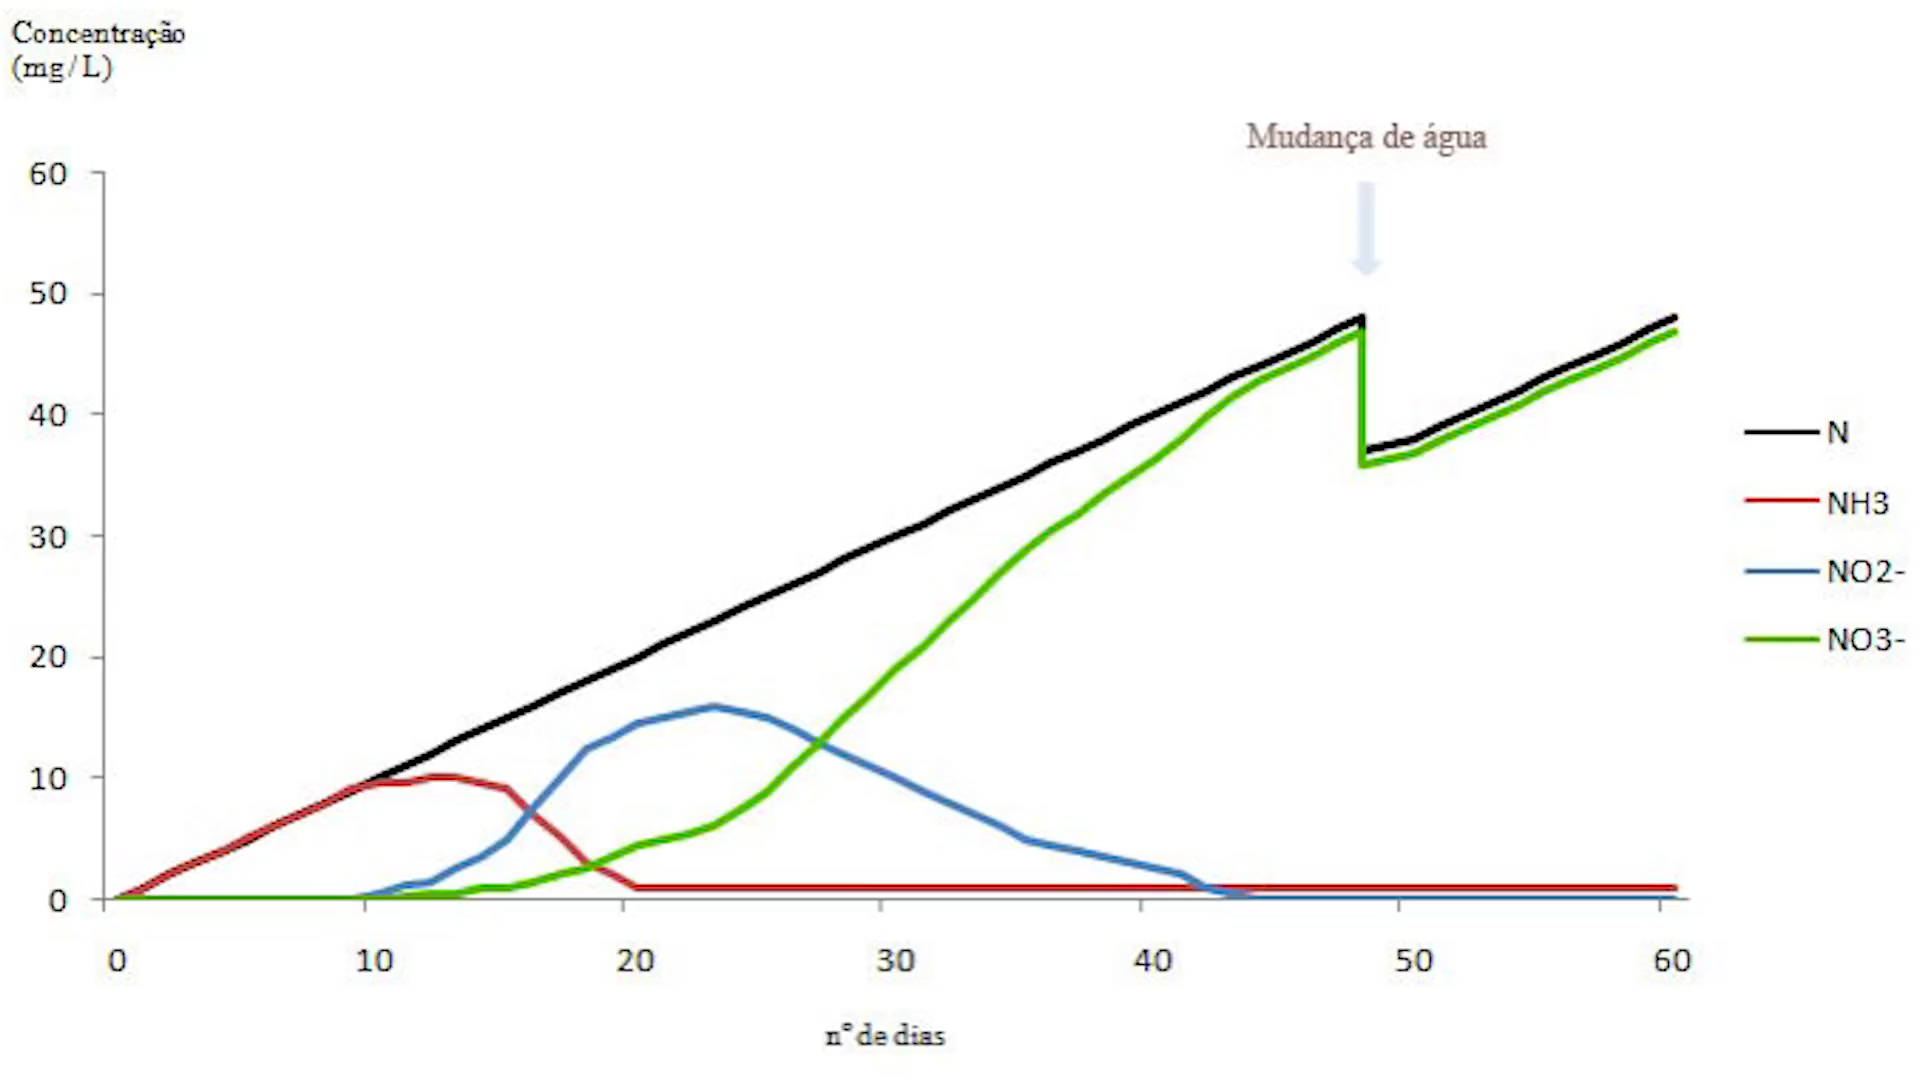 Concentração
(mg/L)
Mudança de água
60
50
40
30
20
10
0
N
NH3
NO2-
NO3-
0 10 20 30 40 50 60
nº de dias